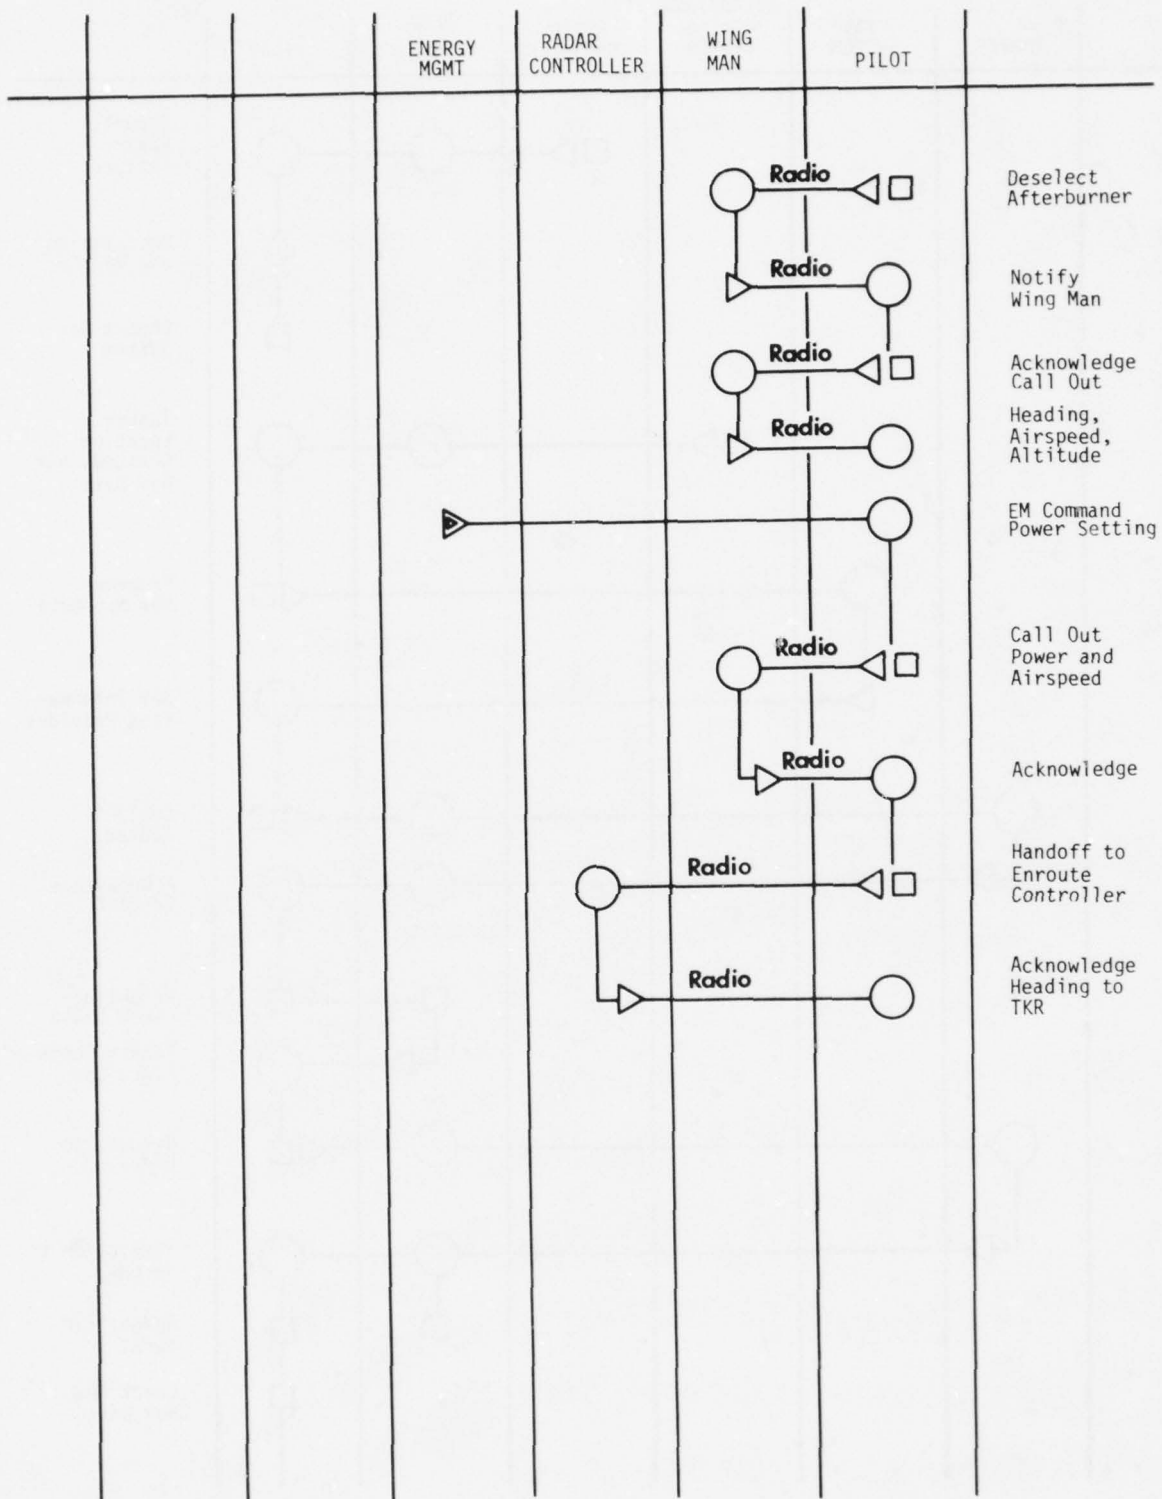 ENERGY
MGMT
RADAR
CONTROLLER
WING
MAN
PILOT
Radio
Deselect
Afterburner
Radio
Notify
Wing Man
Radio
Acknowledge
Call Out
Radio
Heading,
Airspeed,
Altitude
EM Command
Power Setting
Radio
Call Out
Power and
Airspeed
Radio
Acknowledge
Radio
Handoff to
Enroute
Controller
Radio
Acknowledge
Heading to
TKR